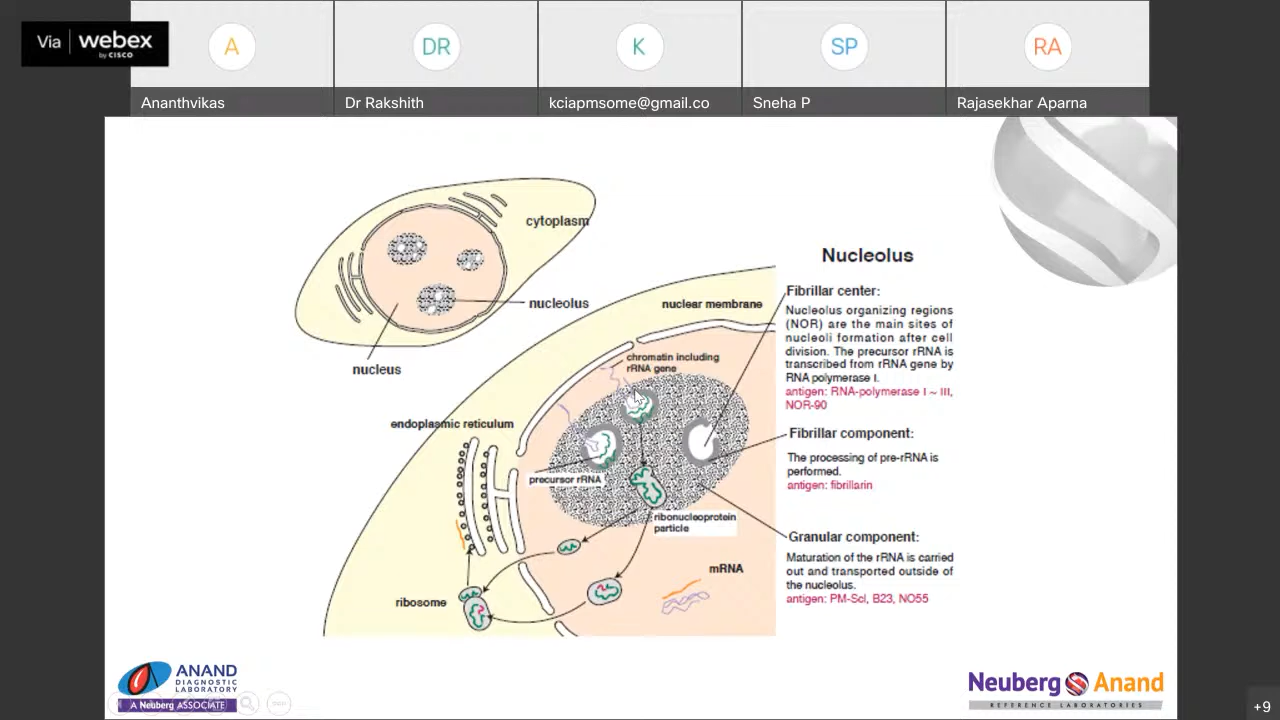 Via webex
by CISCO
A
DR
K
SP
RA
Ananthvikas
Dr Rakshith
kciapmsome@gmail.co
Sneha P
Rajasekhar Aparna
cytoplasm
nucleolus
nucleus
nuclear membrane
chromatin including
rRNA gene
endoplasmic reticulum
precursor rRNA
ribonucleoprotein
particle
mRNA
ribosome
Nucleolus
Fibrillar center:
Nucleolus organizing regions
(NOR) are the main sites of
nucleoli formation after cell
division. The precursor rRNA is
transcribed from rRNA gene by
RNA polymerase I.
antigen: RNA-polymerase I ~ III,
NOR-90
Fibrillar component:
The processing of pre-rRNA is
performed.
antigen: fibrillarin
Granular component:
Maturation of the rRNA is carried
out and transported outside of
the nucleolus.
antigen: PM-Scl, B23, NO55
ANAND
DIAGNOSTIC
LABORATORY
A Neuberg ASSOCIATE
Neuberg Anand
REFERENCE LABORATORIES
+9